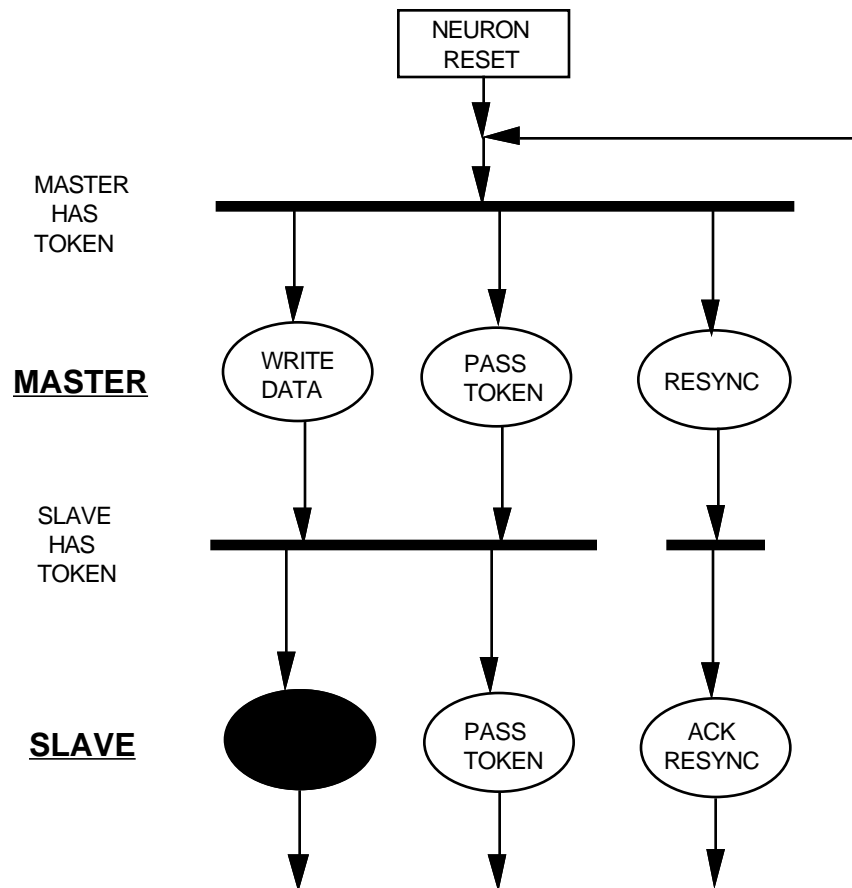 NEURON
RESET
MASTER
HAS
TOKEN
MASTER
WRITE
DATA
PASS
TOKEN
RESYNC
SLAVE
HAS
TOKEN
SLAVE
PASS
TOKEN
ACK
RESYNC